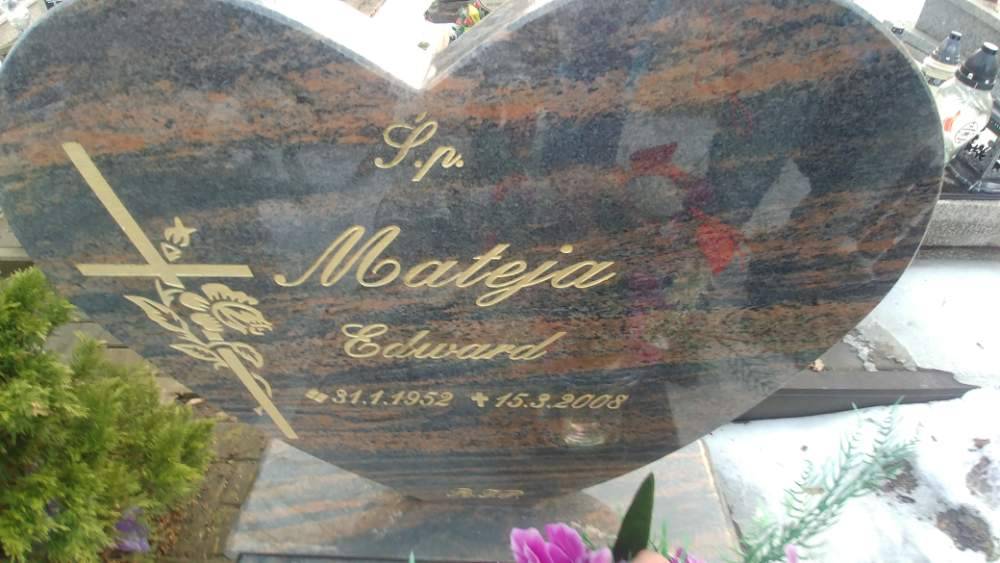 Ś.p.
Mateja
Edward
* 31.1.1952 ✝ 15.3.2008